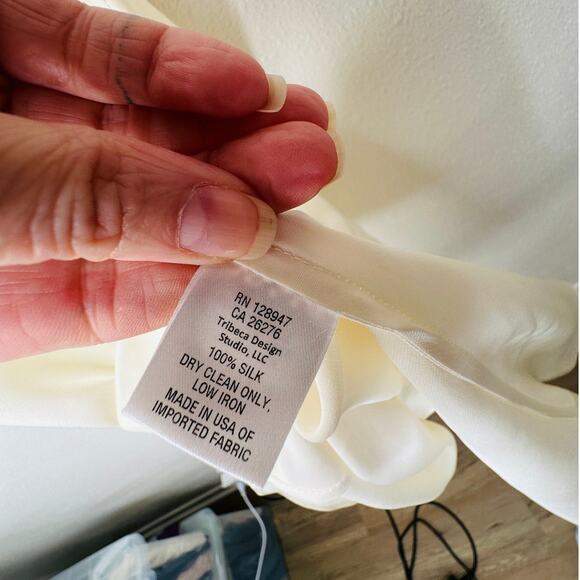 RN 128947
CA 26276
Tribeca Design
Studio, LLC
100% SILK
DRY CLEAN ONLY,
LOW IRON
MADE IN USA OF
IMPORTED FABRIC